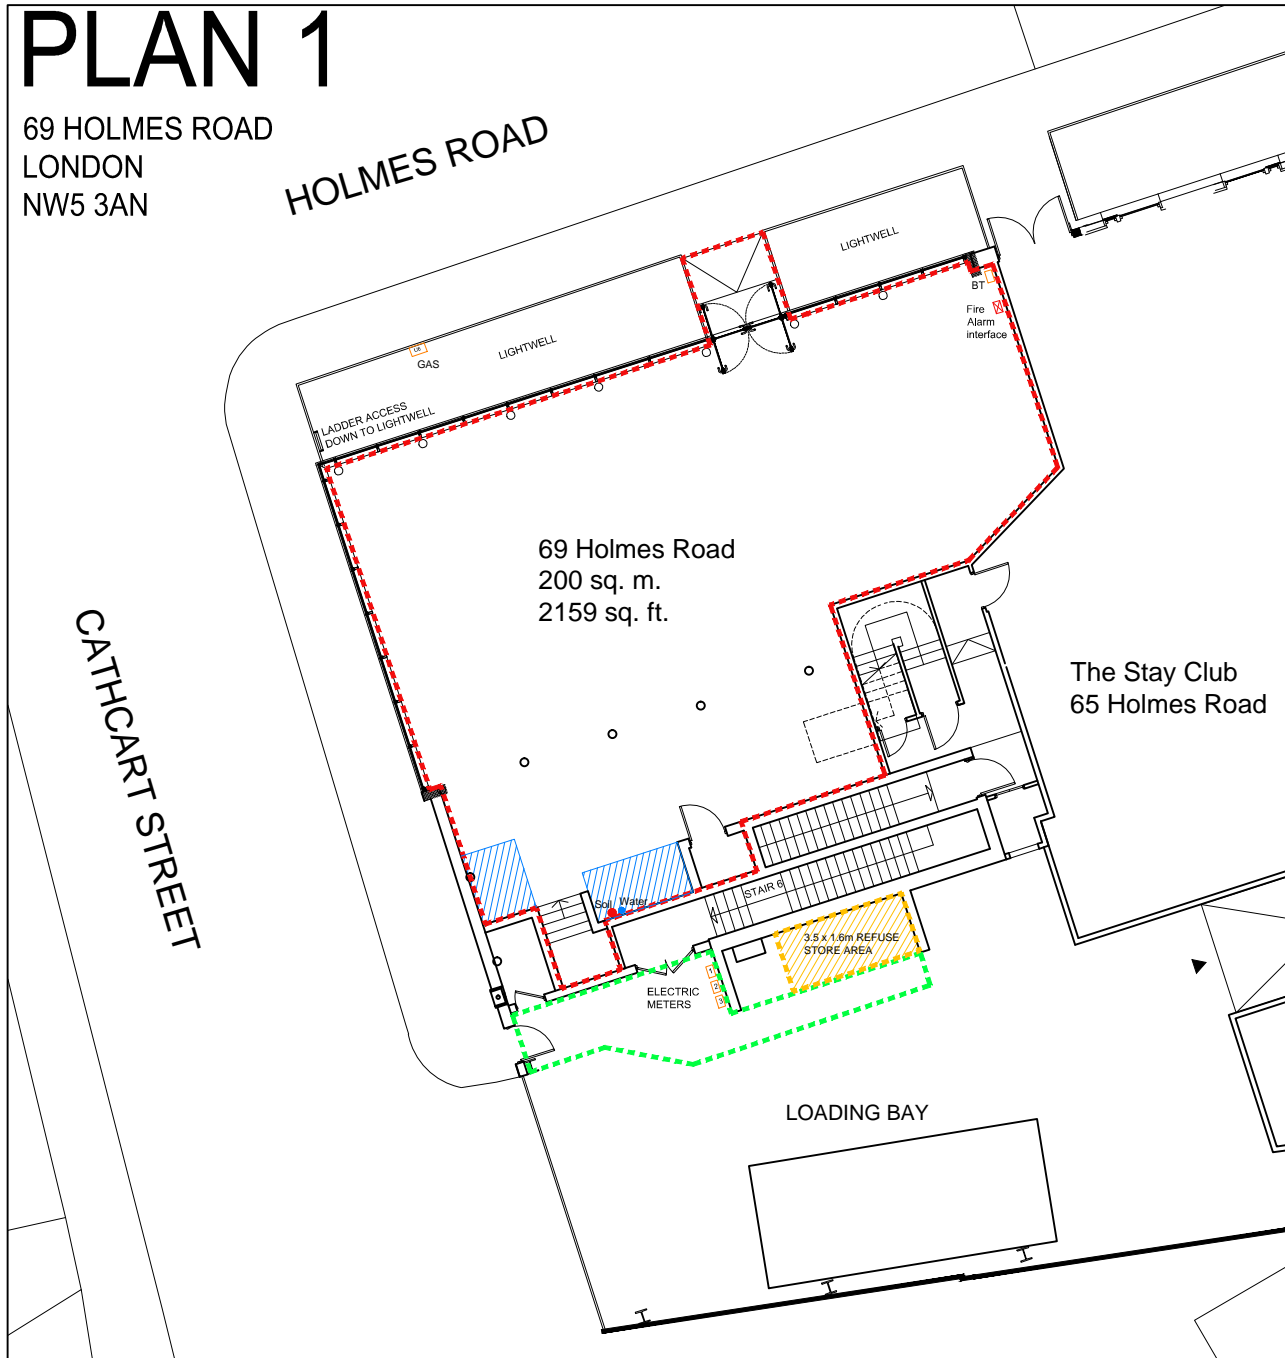 PLAN 1
69 HOLMES ROAD
LONDON
NW5 3AN
HOLMES ROAD
LIGHTWELL
BT
Fire
Alarm
interface
LIGHTWELL
GAS
LADDER ACCESS
DOWN TO LIGHTWELL
69 Holmes Road
200 sq. m.
2159 sq. ft.
CATHCART STREET
The Stay Club
65 Holmes Road
STAIR 6
Soil
Water
3.5 x 1.6m REFUSE
STORE AREA
ELECTRIC
METERS
1
2
3
LOADING BAY